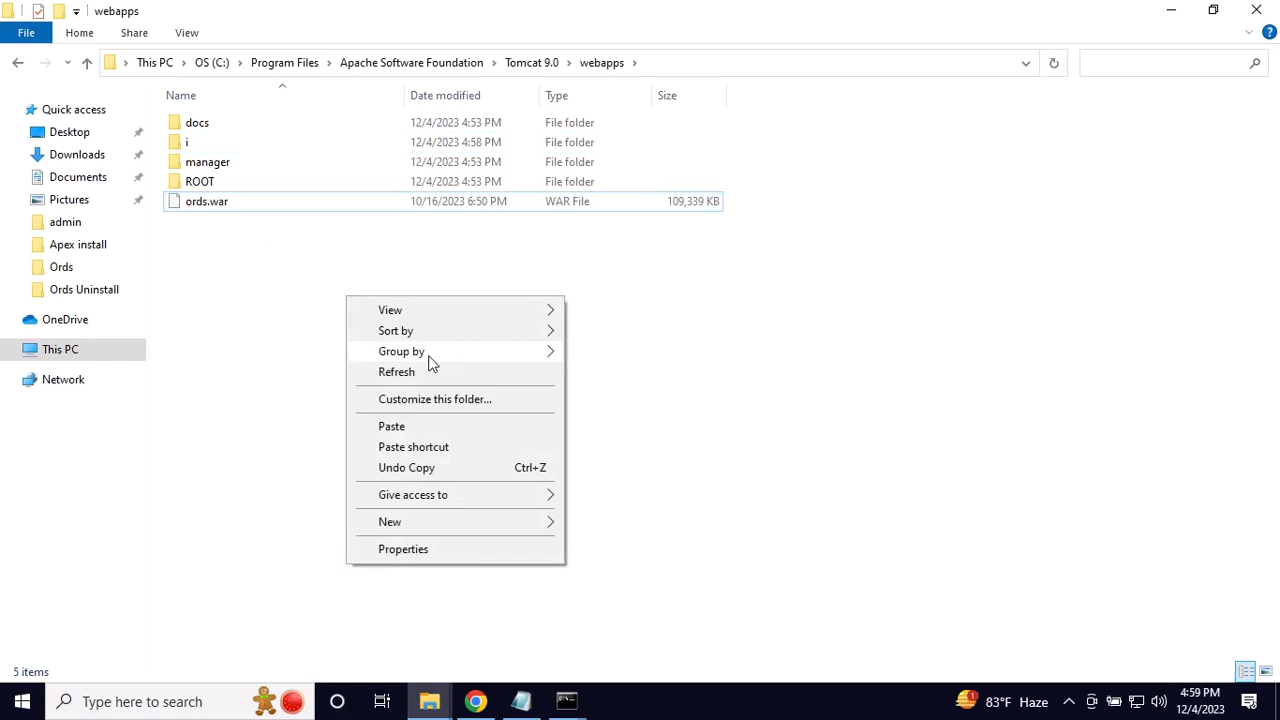 webapps
File Home Share View
This PC OS (C:) Program Files Apache Software Foundation Tomcat 9.0 webapps
Name Date modified Type Size
Quick access
Desktop
Downloads
Documents
Pictures
admin
Apex install
Ords
Ords Uninstall
OneDrive
This PC
Network
docs 12/4/2023 4:53 PM File folder
i 12/4/2023 4:58 PM File folder
manager 12/4/2023 4:53 PM File folder
ROOT 12/4/2023 4:53 PM File folder
ords.war 10/16/2023 6:50 PM WAR File 109,339 KB
View
Sort by
Group by
Refresh
Customize this folder...
Paste
Paste shortcut
Undo Copy Ctrl+Z
Give access to
New
Properties
5 items
Type here to search
1
83°F Haze
4:59 PM
12/4/2023